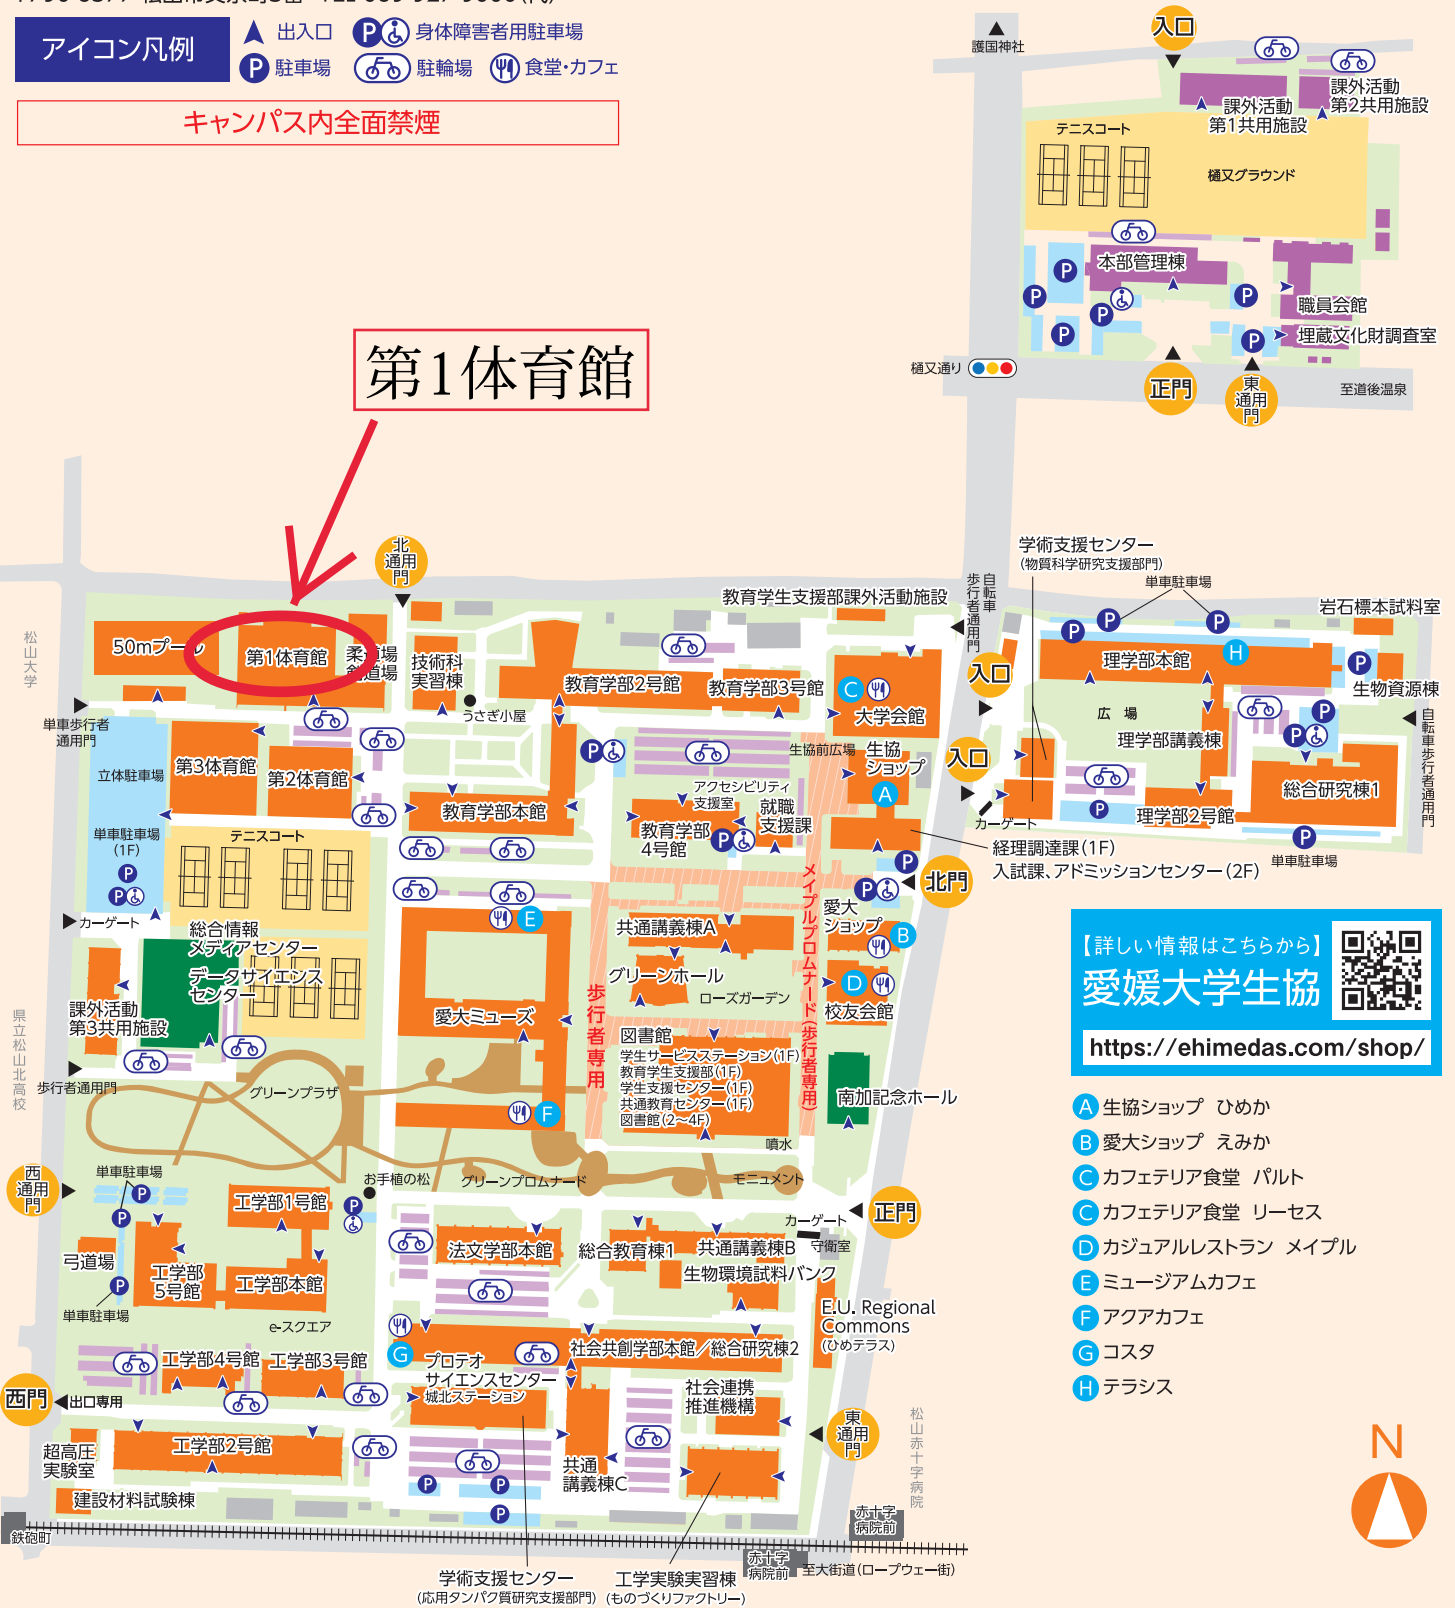 アイコン凡例
出入口
身体障害者用駐車場
P 駐車場
駐輪場
食堂・カフェ
キャンパス内全面禁煙
護国神社
入口
課外活動
第1共用施設
課外活動
第2共用施設
テニスコート
樋又グラウンド
本部管理棟
職員会館
埋蔵文化財調査室
樋又通り
正門
東
通用
門
至道後温泉
第1体育館
北
通用
門
松山大学
50mプール
第1体育館
柔道場
剣道場
技術科
実習棟
うさぎ小屋
教育学部2号館
教育学部3号館
教育学生支援部課外活動施設
C
大学会館
自転車
歩行者通用門
入口
学術支援センター
(物質科学研究支援部門)
単車駐車場
岩石標本試料室
理学部本館
H
生物資源棟
広場
理学部講義棟
自転車歩行者通用門
単車歩行者
通用門
立体駐車場
第3体育館
第2体育館
単車駐車場
(1F)
テニスコート
教育学部本館
生協前広場
生協
ショップ
A
アクセシビリティ
支援室
就職
支援課
教育学部
4号館
入口
カーゲート
理学部2号館
総合研究棟1
単車駐車場
経理調達課(1F)
入試課、アドミッションセンター(2F)
北門
カーゲート
総合情報
メディアセンター
データサイエンス
センター
課外活動
第3共用施設
県立松山北高校
歩行者通用門
グリーンプラザ
E
愛大ミューズ
F
歩行者専用
共通講義棟A
グリーンホール
ローズガーデン
メイプルプロムナード(歩行者専用)
愛大
ショップ
B
D
校友会館
図書館
学生サービスステーション(1F)
教育学生支援部(1F)
学生支援センター(1F)
共通教育センター(1F)
図書館(2~4F)
南加記念ホール
噴水
モニュメント
【詳しい情報はこちらから】
愛媛大学生協
https://ehimedas.com/shop/
A 生協ショップ ひめか
B 愛大ショップ えみか
C カフェテリア食堂 パルト
C カフェテリア食堂 リーセス
D カジュアルレストラン メイプル
E ミュージアムカフェ
F アクアカフェ
G コスタ
H テラシス
西
通用
門
単車駐車場
工学部1号館
お手植の松
グリーンプロムナード
カーゲート
守衛室
正門
弓道場
工学部
5号館
工学部本館
単車駐車場
e-スクエア
法文学部本館
総合教育棟1
共通講義棟B
生物環境試料バンク
E.U. Regional
Commons
(ひめテラス)
G
社会共創学部本館/総合研究棟2
プロテオ
サイエンスセンター
城北ステーション
工学部4号館
工学部3号館
西門
出口専用
社会連携
推進機構
東
通用
門
松山赤十字病院
超高圧
実験室
工学部2号館
共通
講義棟C
建設材料試験棟
鉄砲町
赤十字
病院前
赤十字
病院前
至大街道(ロープウェー街)
学術支援センター
(応用タンパク質研究支援部門)
工学実験実習棟
(ものづくりファクトリー)
N